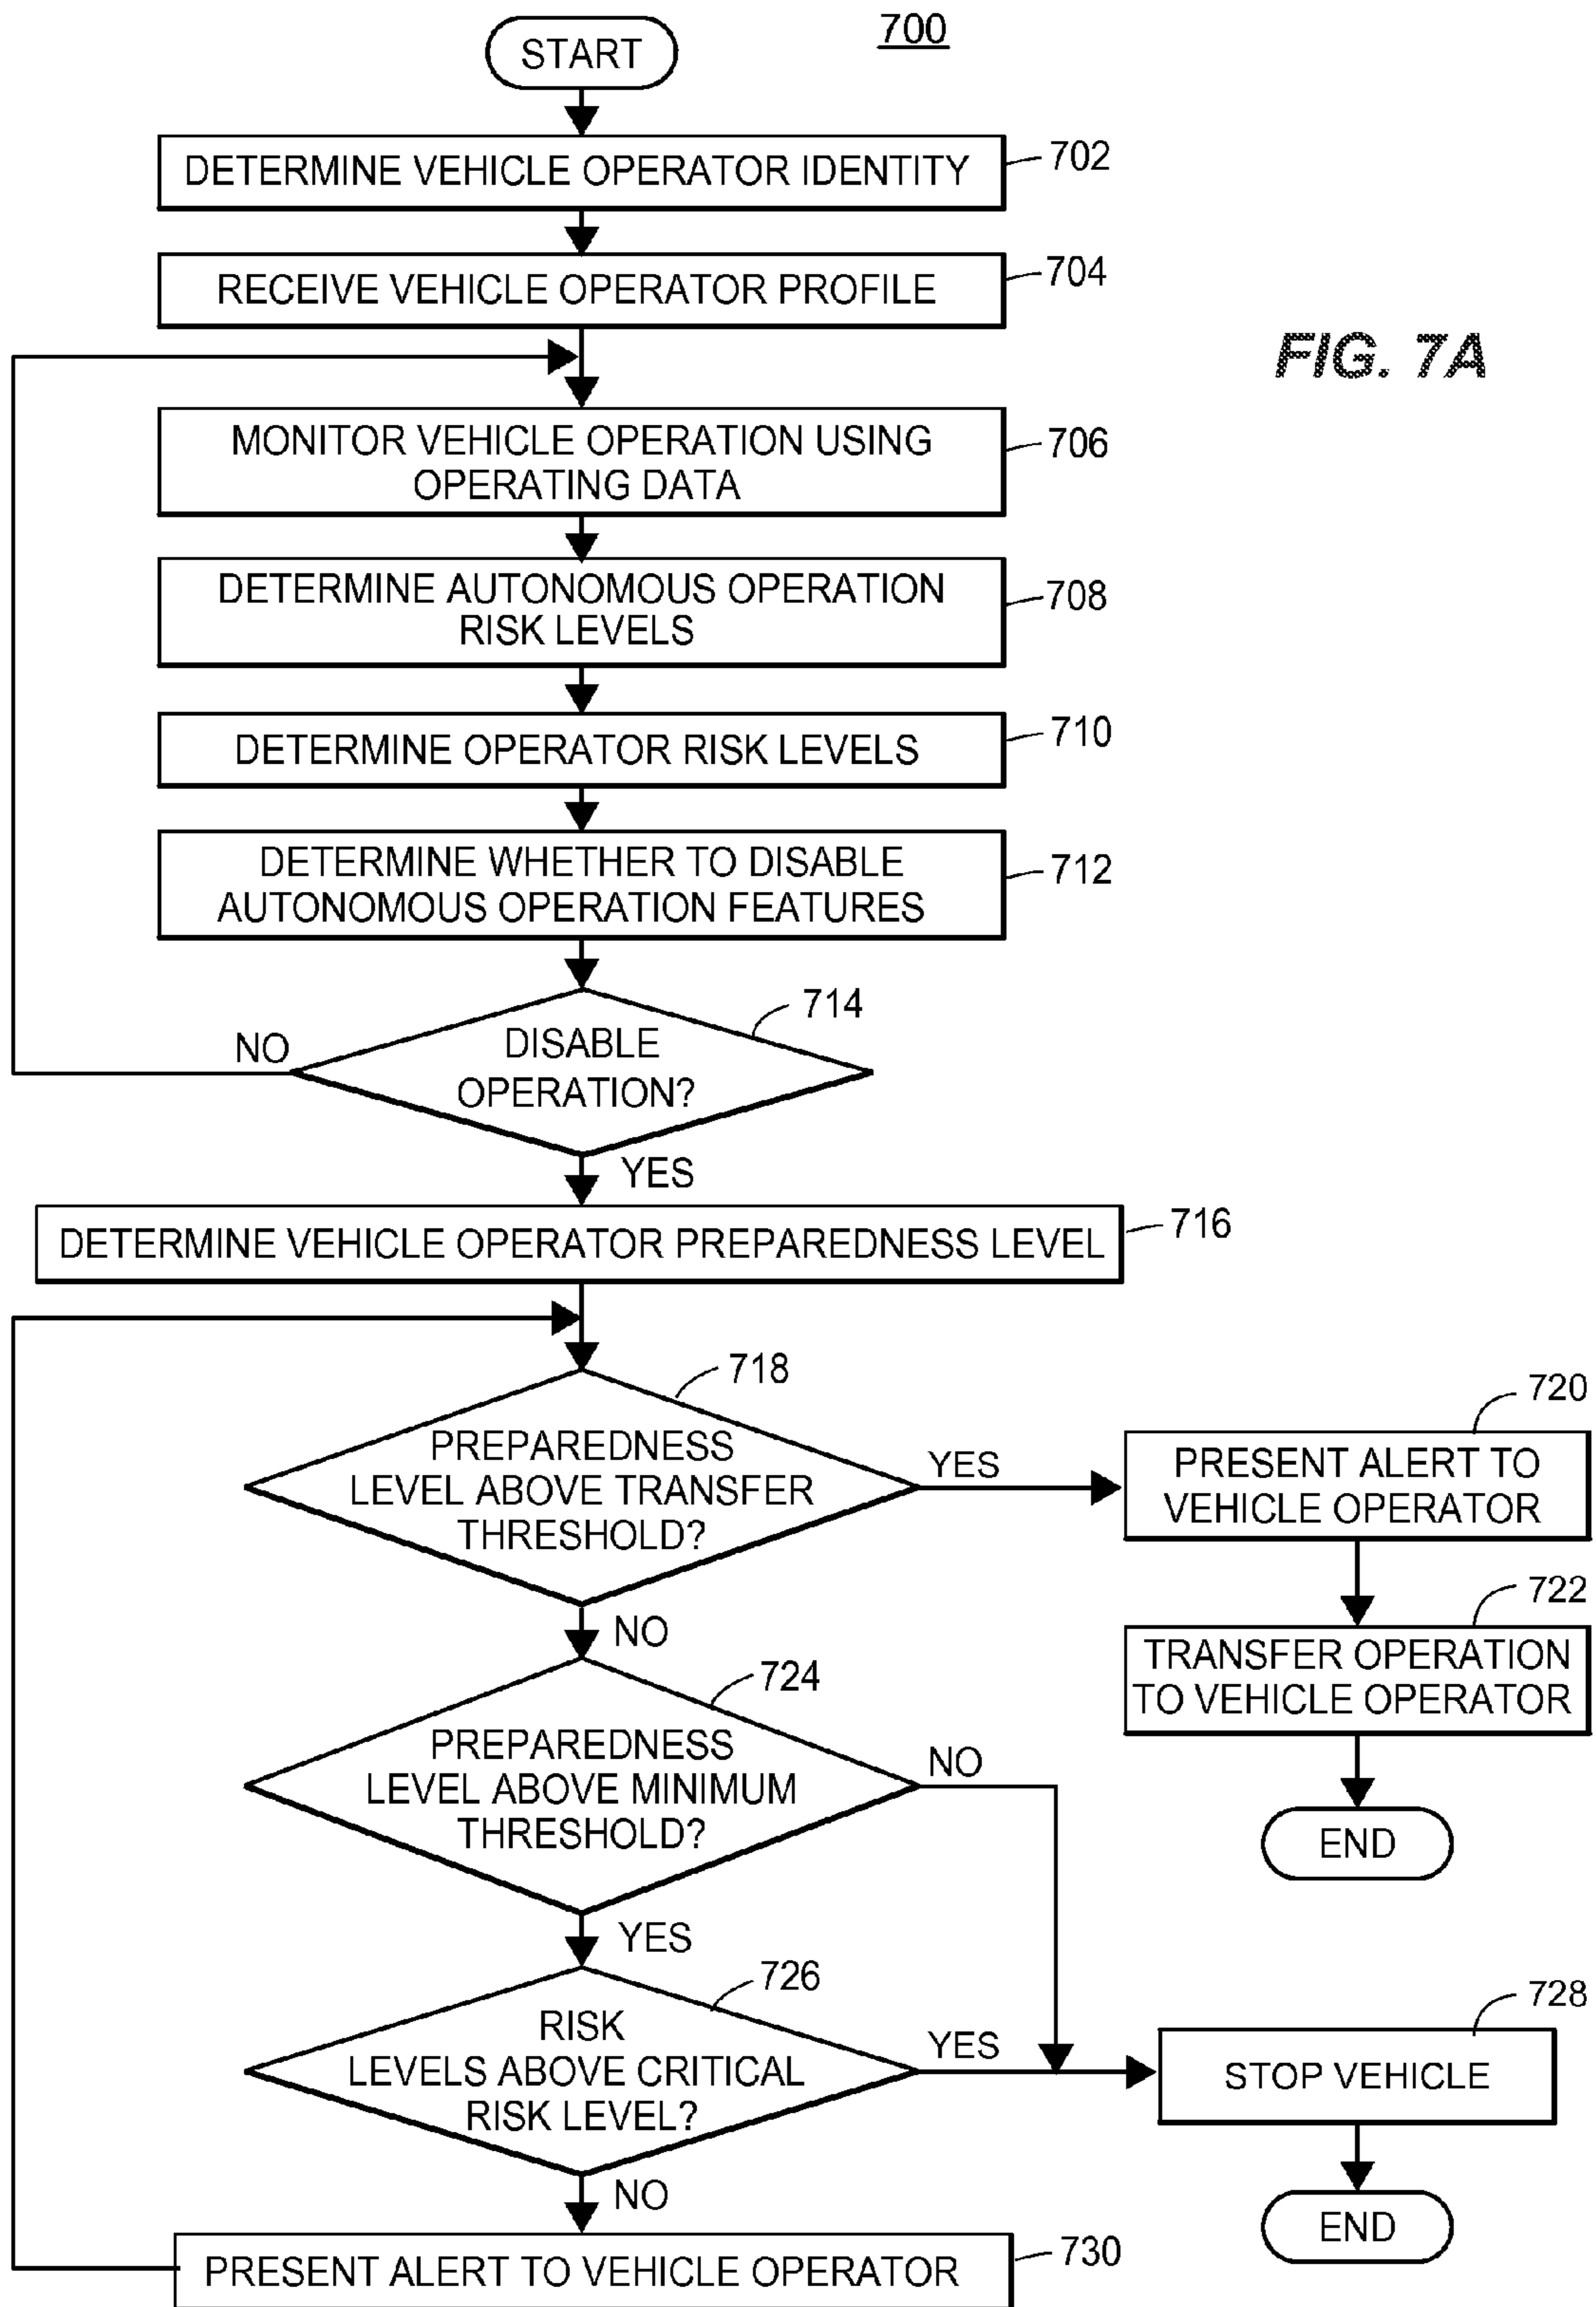 700
START
DETERMINE VEHICLE OPERATOR IDENTITY
702
RECEIVE VEHICLE OPERATOR PROFILE
704
FIG. 7A
MONITOR VEHICLE OPERATION USING
OPERATING DATA
706
DETERMINE AUTONOMOUS OPERATION
RISK LEVELS
708
DETERMINE OPERATOR RISK LEVELS
710
DETERMINE WHETHER TO DISABLE
AUTONOMOUS OPERATION FEATURES
712
714
NO
DISABLE
OPERATION?
YES
DETERMINE VEHICLE OPERATOR PREPAREDNESS LEVEL
716
718
PREPAREDNESS
LEVEL ABOVE TRANSFER
THRESHOLD?
YES
720
PRESENT ALERT TO
VEHICLE OPERATOR
722
TRANSFER OPERATION
TO VEHICLE OPERATOR
END
NO
724
PREPAREDNESS
LEVEL ABOVE MINIMUM
THRESHOLD?
NO
YES
726
RISK
LEVELS ABOVE CRITICAL
RISK LEVEL?
YES
728
STOP VEHICLE
END
NO
PRESENT ALERT TO VEHICLE OPERATOR
730